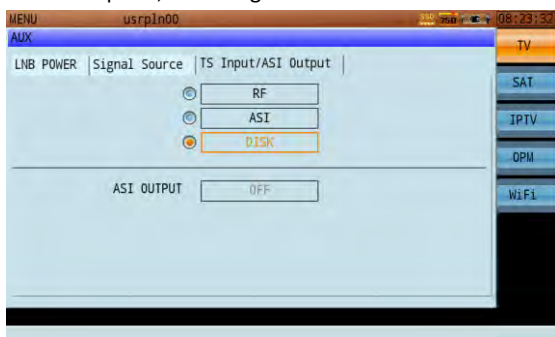 MENU usrpln00 08:23:32
AUX
LNB POWER Signal Source TS Input/ASI Output
RF
ASI
DISK
ASI OUTPUT OFF
TV
SAT
IPTV
OPM
WiFi